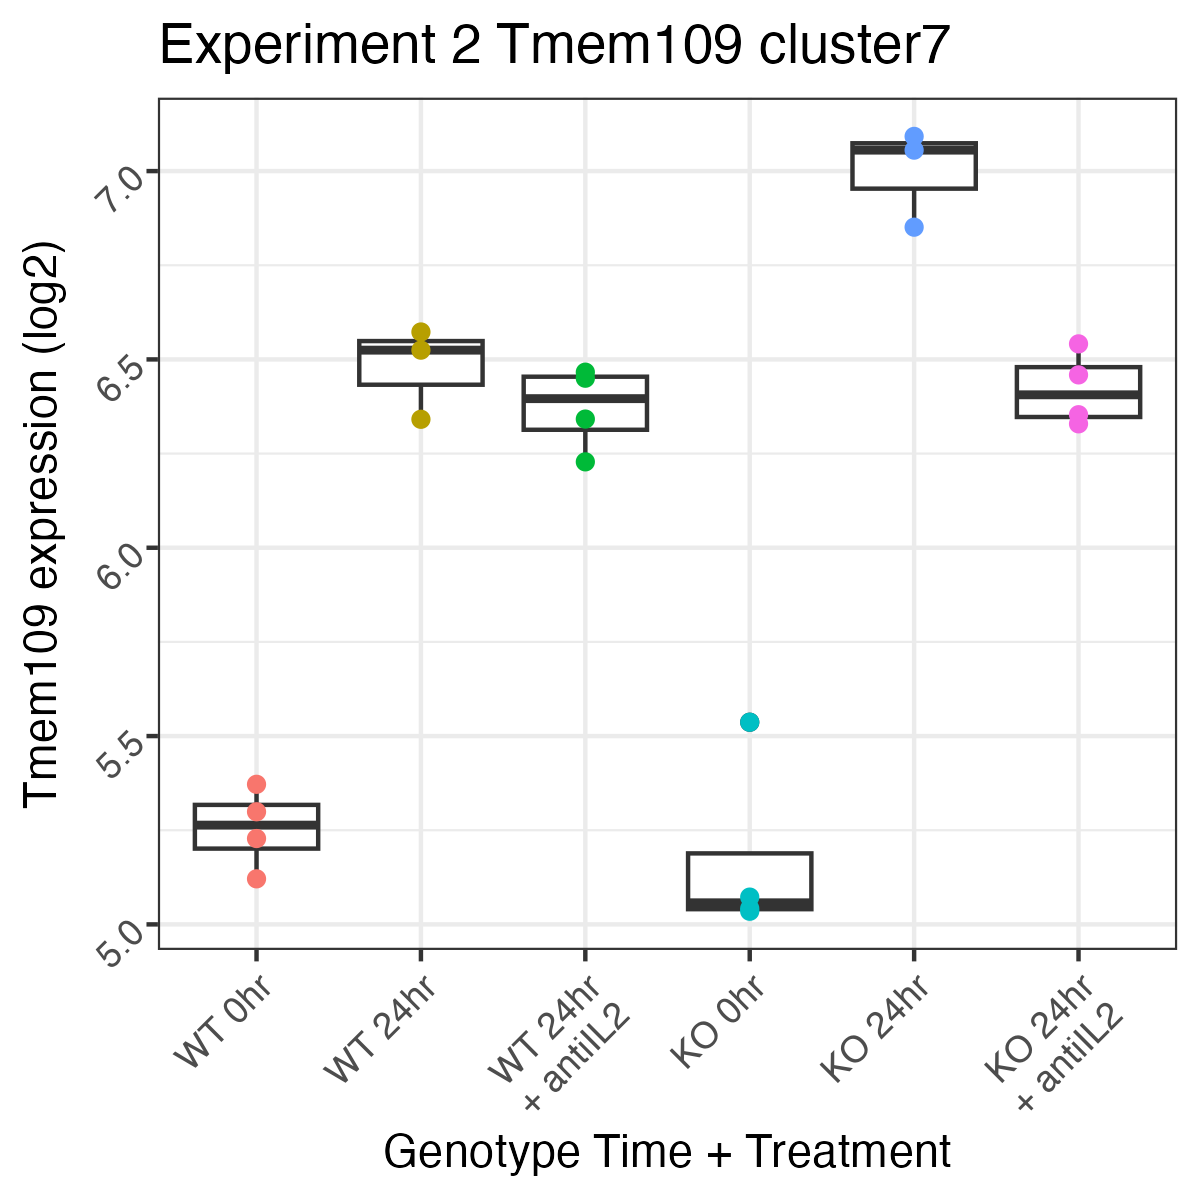 Experiment 2 Tmem109 cluster7
Tmem109 expression (log2)
7.0
6.5
6.0
5.5
5.0
WT 0hr
WT 24hr
WT 24hr
+ antiIL2
KO 0hr
KO 24hr
KO 24hr
+ antiIL2
Genotype Time + Treatment